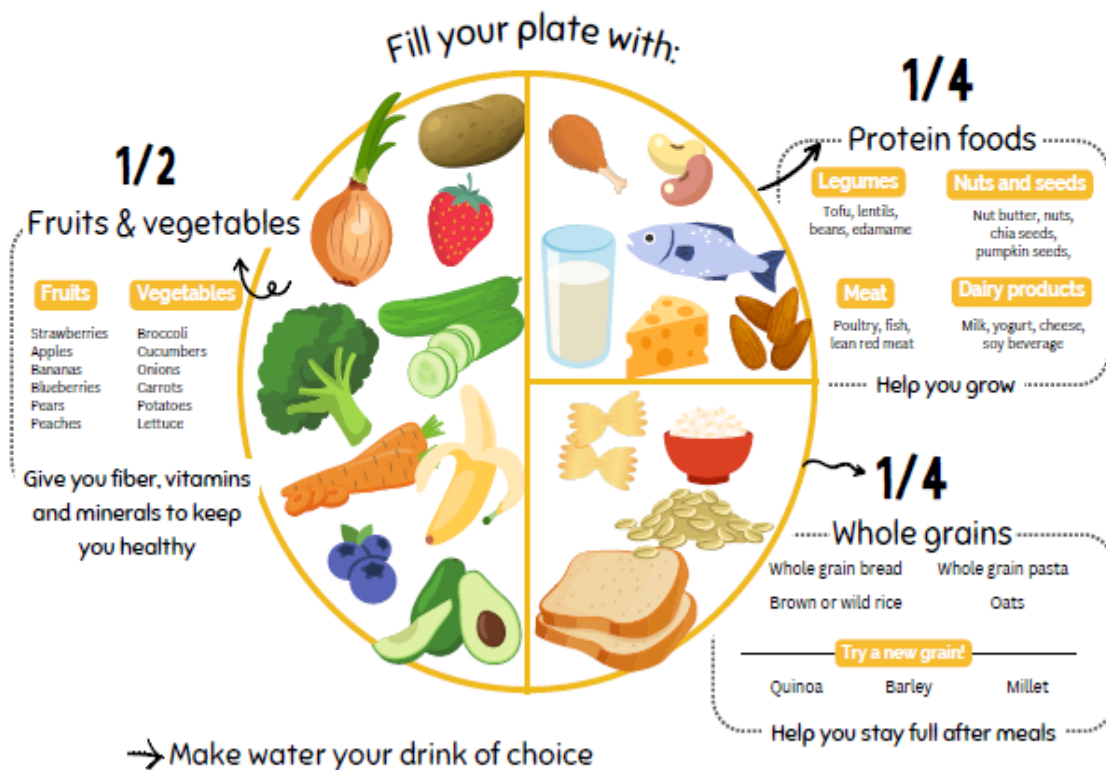 Fill your plate with:
1/2
Fruits & vegetables
Fruits
Strawberries
Apples
Bananas
Blueberries
Pears
Peaches
Vegetables
Broccoli
Cucumbers
Onions
Carrots
Potatoes
Lettuce
Give you fiber, vitamins
and minerals to keep
you healthy
1/4
Protein foods
Legumes
Tofu, lentils,
beans, edamame
Nuts and seeds
Nut butter, nuts,
chia seeds,
pumpkin seeds,
Meat
Poultry, fish,
lean red meat
Dairy products
Milk, yogurt, cheese,
soy beverage
Help you grow
1/4
Whole grains
Whole grain bread
Whole grain pasta
Brown or wild rice
Oats
Try a new grain!
Quinoa
Barley
Millet
Help you stay full after meals
Make water your drink of choice